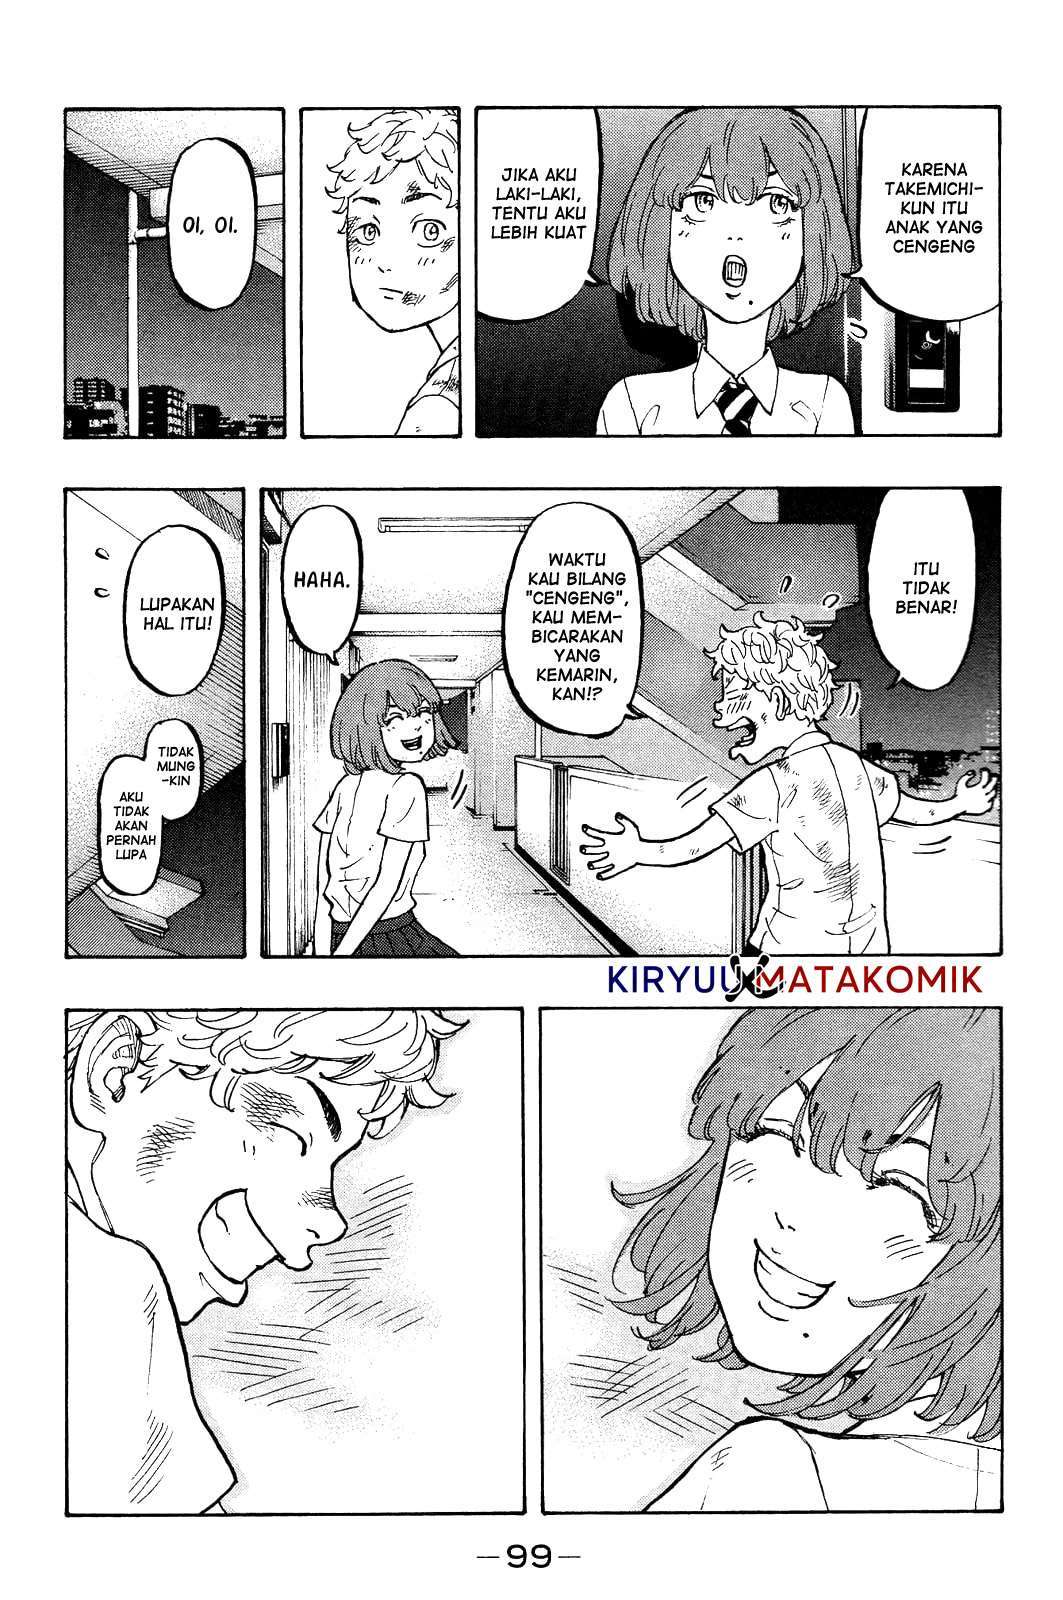 KARENA
TAKEMICHI-
KUN ITU
ANAK YANG
CENGENG
JIKA AKU
LAKI-LAKI,
TENTU AKU
LEBIH KUAT
OI, OI.
ITU
TIDAK
BENAR!
WAKTU
KAU BILANG
"CENGENG",
KAU MEM-
BICARAKAN
YANG
KEMARIN,
KAN!?
HAHA.
LUPAKAN
HAL ITU!
TIDAK
MUNG
-KIN
AKU
TIDAK
AKAN
PERNAH
LUPA
KIRYUU X MATAKOMIK
-99-